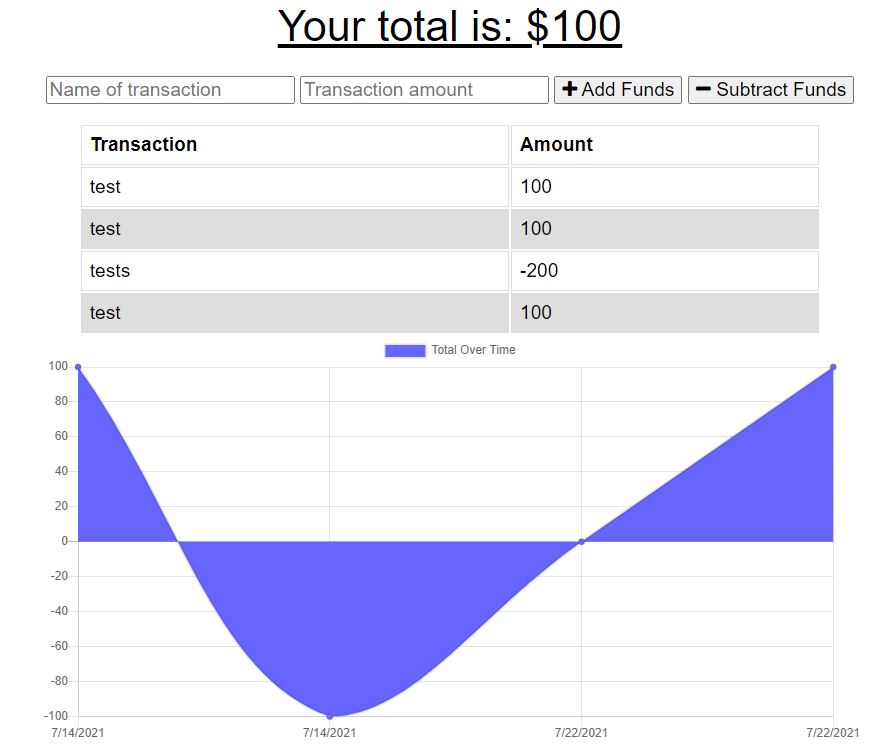 Your total is: $100
Name of transaction Transaction amount Add Funds Subtract Funds
Transaction Amount
test 100
test 100
tests -200
test 100
Total Over Time
100
80
60
40
20
0
-20
-40
-60
-80
-100
7/14/2021 7/14/2021 7/22/2021 7/22/2021